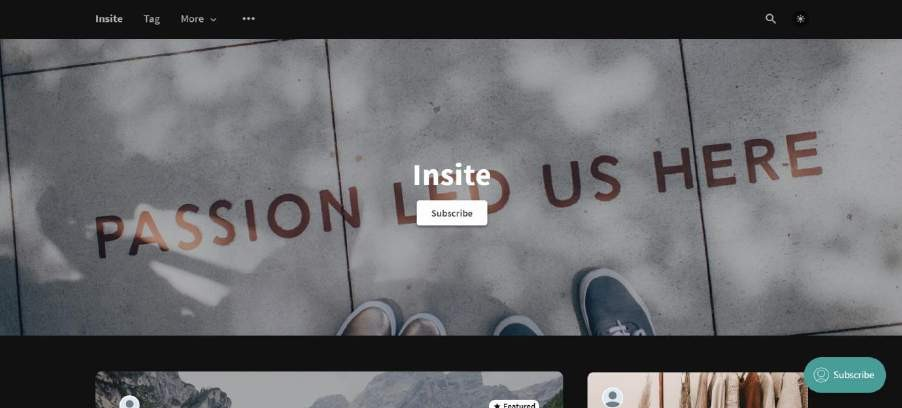 Insite Tag More
Insite
PASSION LED US HERE
Subscribe
Featured
Subscribe